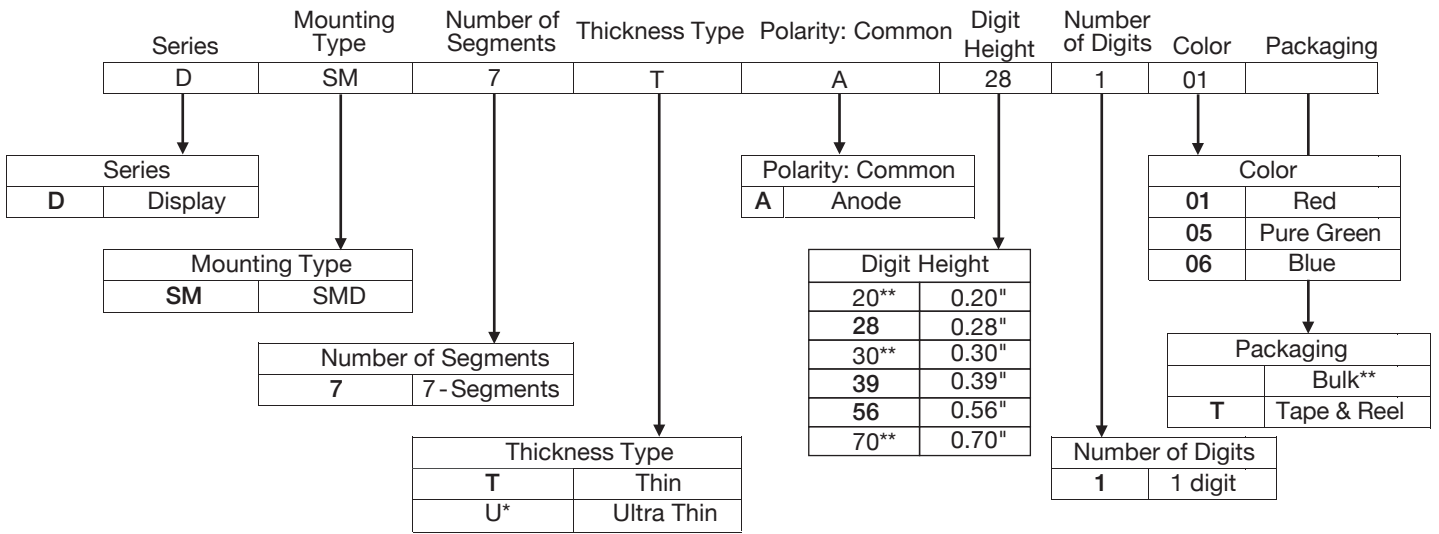 Series Mounting Type Number of Segments Thickness Type Polarity: Common Digit Height Number of Digits Color Packaging
D SM 7 T A 28 1 01
Series
D Display
Mounting Type
SM SMD
Number of Segments
7 7-Segments
Thickness Type
T Thin
U* Ultra Thin
Polarity: Common
A Anode
Digit Height
20** 0.20"
28 0.28"
30** 0.30"
39 0.39"
56 0.56"
70** 0.70"
Number of Digits
1 1 digit
Color
01 Red
05 Pure Green
06 Blue
Packaging
Bulk**
T Tape & Reel